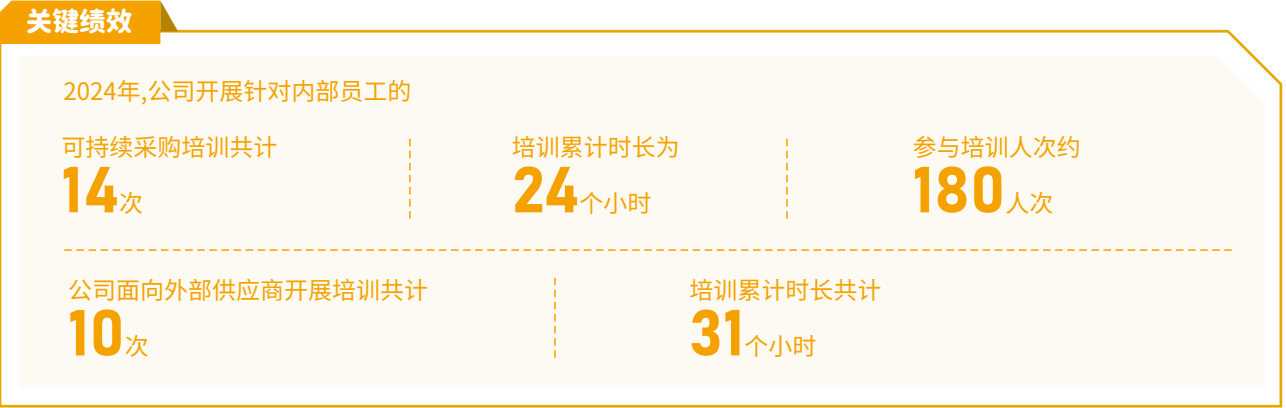 关键绩效
2024年,公司开展针对内部员工的
可持续采购培训共计
14次
培训累计时长为
24个小时
参与培训人次约
180人次
公司面向外部供应商开展培训共计
10次
培训累计时长共计
31个小时